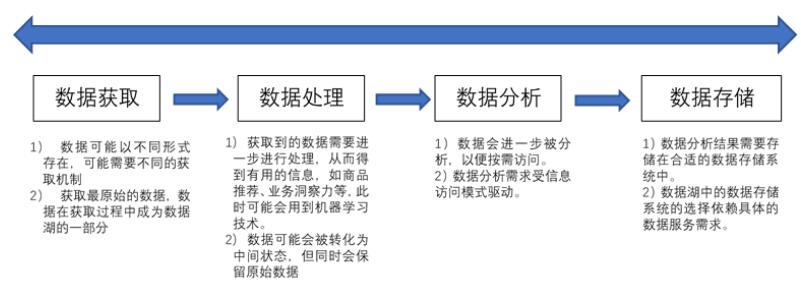 数据获取
数据处理
数据分析
数据存储
1) 数据可能以不同形式
存在，可能需要不同的获
取机制
2) 获取最原始的数据，数
据在获取过程中成为数据
湖的一部分
1) 获取到的数据需要进
一步进行处理，从而得
到有用的信息，如商品
推荐、业务洞察力等，此
时可能会用到机器学习
技术。
2) 数据可能会被转化为
中间状态，但同时会保
留原始数据
1) 数据会进一步被分
析，以便按需访问。
2) 数据分析需求受信息
访问模式驱动。
1) 数据分析结果需要存
储在合适的数据存储系
统中。
2) 数据湖中的数据存储
系统的选择依赖具体的
数据服务需求。